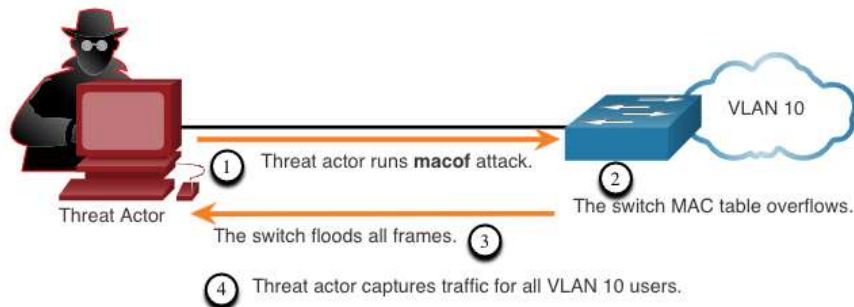 VLAN 10
1 Threat actor runs macof attack.
2
The switch MAC table overflows.
Threat Actor
The switch floods all frames. 3
4 Threat actor captures traffic for all VLAN 10 users.